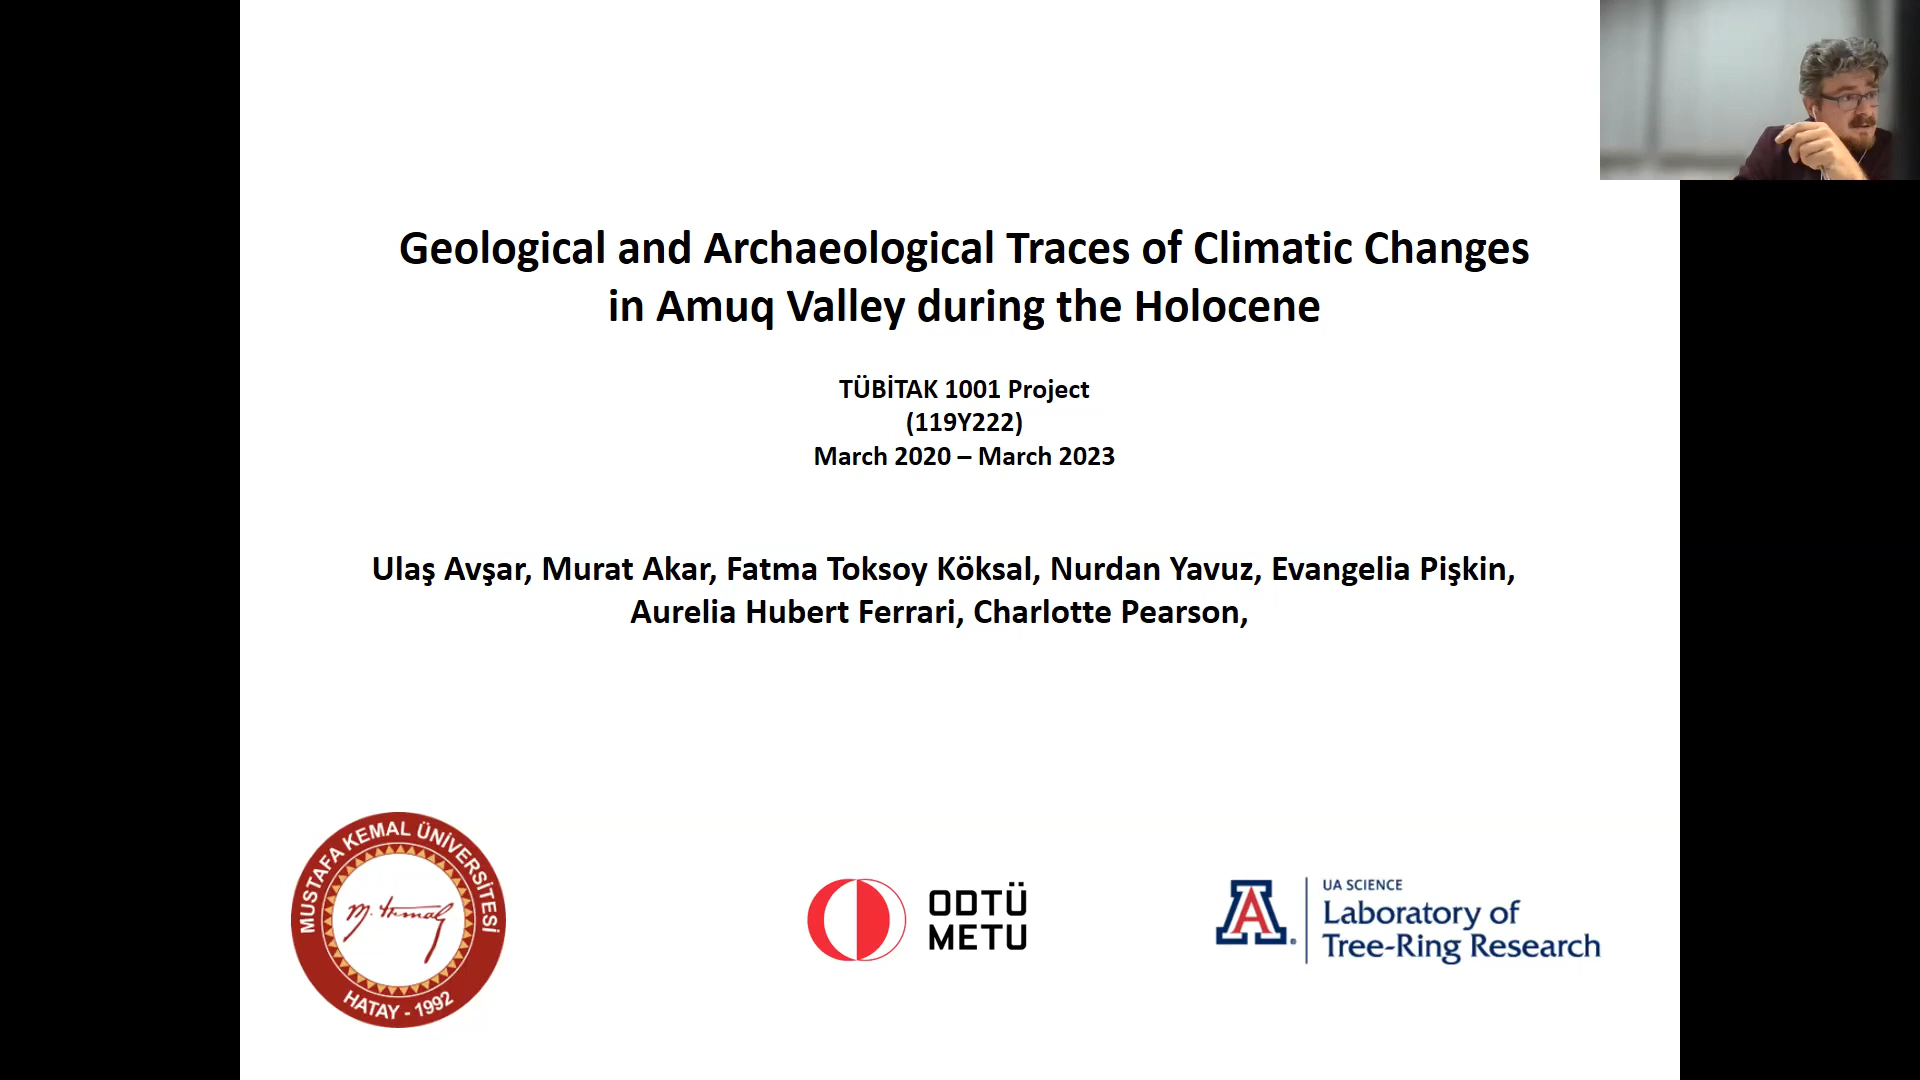 Geological and Archaeological Traces of Climatic Changes
in Amuq Valley during the Holocene
TÜBİTAK 1001 Project
(119Y222)
March 2020 – March 2023
Ulaş Avşar, Murat Akar, Fatma Toksoy Köksal, Nurdan Yavuz, Evangelia Pişkin,
Aurelia Hubert Ferrari, Charlotte Pearson,
MUSTAFA KEMAL ÜNİVERSİTESİ
M. Kemal
HATAY - 1992
ODTÜ
METU
A
UA SCIENCE
Laboratory of
Tree-Ring Research